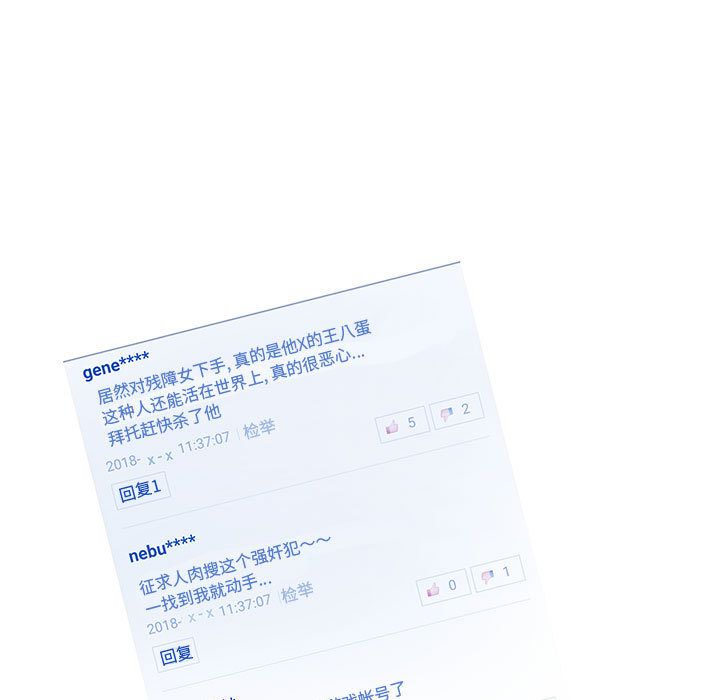 gene****
居然对残障女下手,真的是他X的王八蛋
这种人还能活在世界上,真的很恶心...
拜托赶快杀了他
2018- x - x 11:37:07 | 检举
5
2
回复1
nebu****
征求人肉搜这个强奸犯～～
一找到我就动手...
2018- x - x 11:37:07 | 检举
0
1
回复
戏帐号了